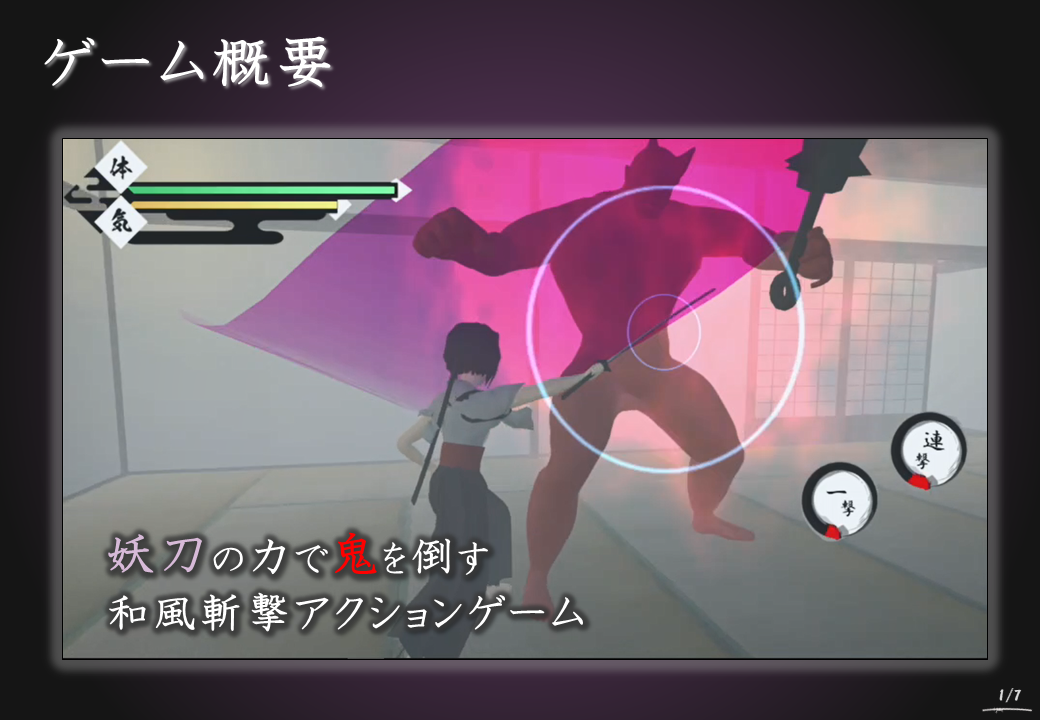 ゲーム概要
体
気
連撃
一撃
妖刀の力で鬼を倒す
和風斬撃アクションゲーム
1/7